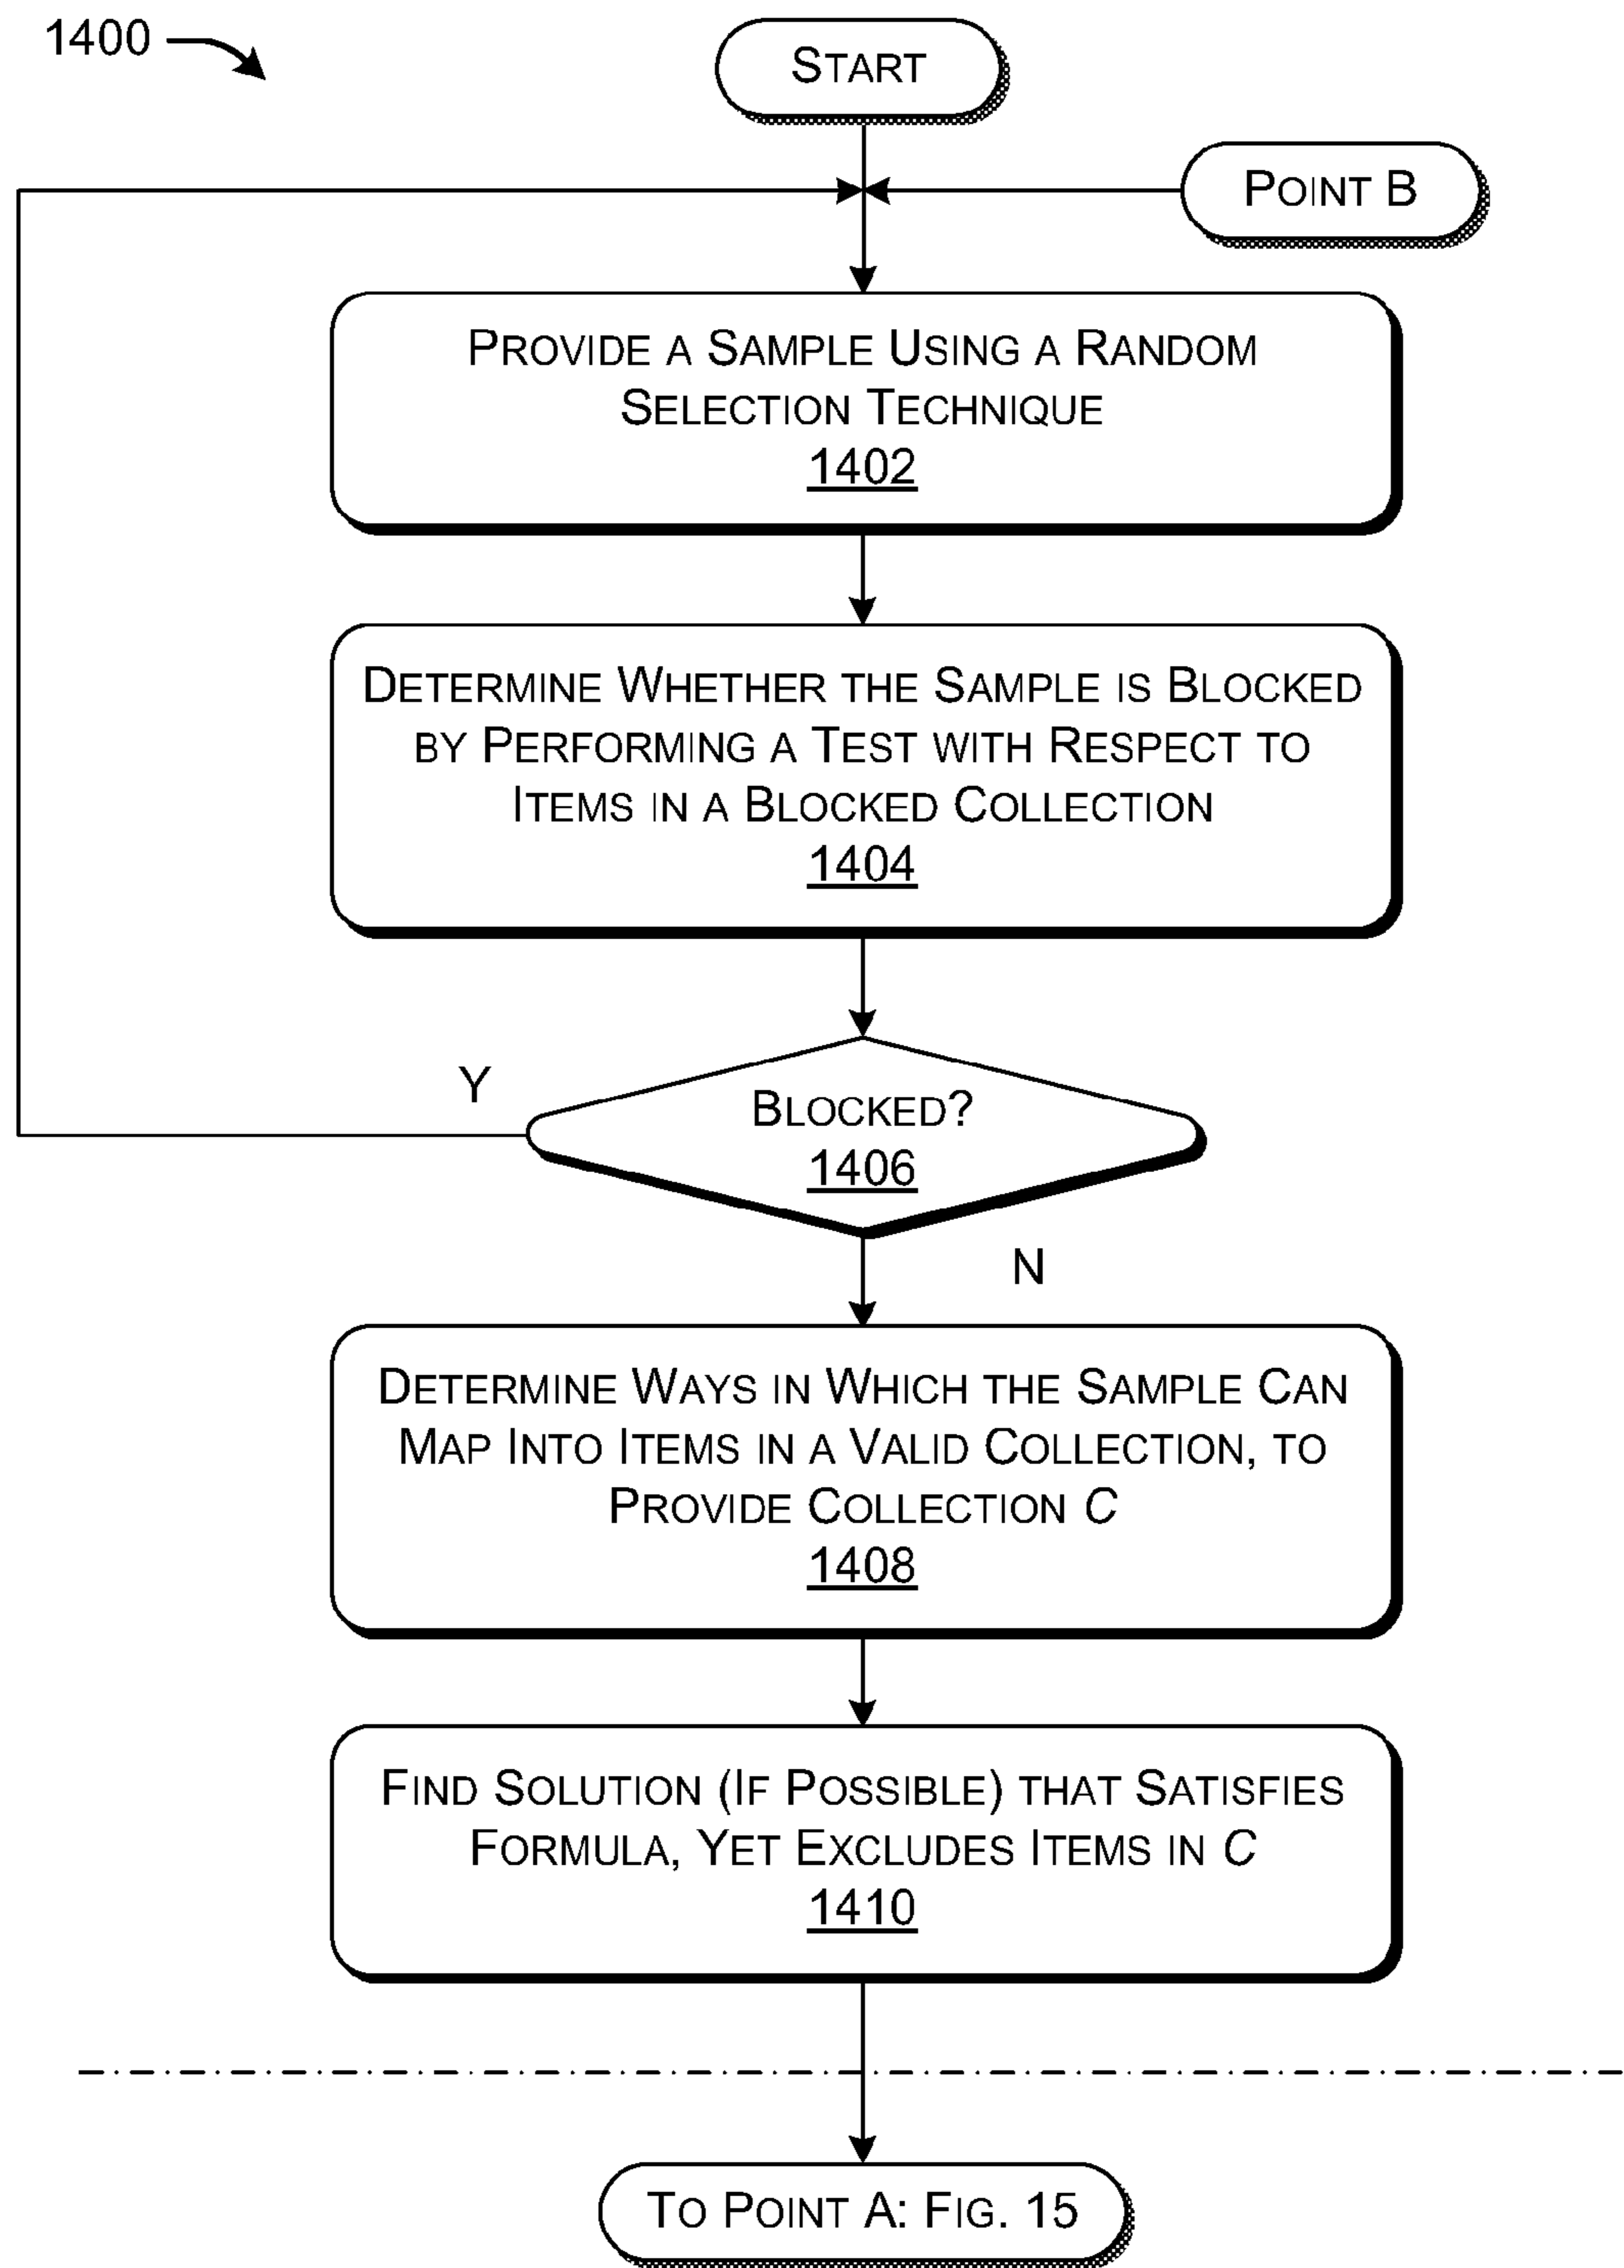 1400
START
POINT B
PROVIDE A SAMPLE USING A RANDOM
SELECTION TECHNIQUE
1402
DETERMINE WHETHER THE SAMPLE IS BLOCKED
BY PERFORMING A TEST WITH RESPECT TO
ITEMS IN A BLOCKED COLLECTION
1404
Y
BLOCKED?
1406
N
DETERMINE WAYS IN WHICH THE SAMPLE CAN
MAP INTO ITEMS IN A VALID COLLECTION, TO
PROVIDE COLLECTION C
1408
FIND SOLUTION (IF POSSIBLE) THAT SATISFIES
FORMULA, YET EXCLUDES ITEMS IN C
1410
TO POINT A: FIG. 15